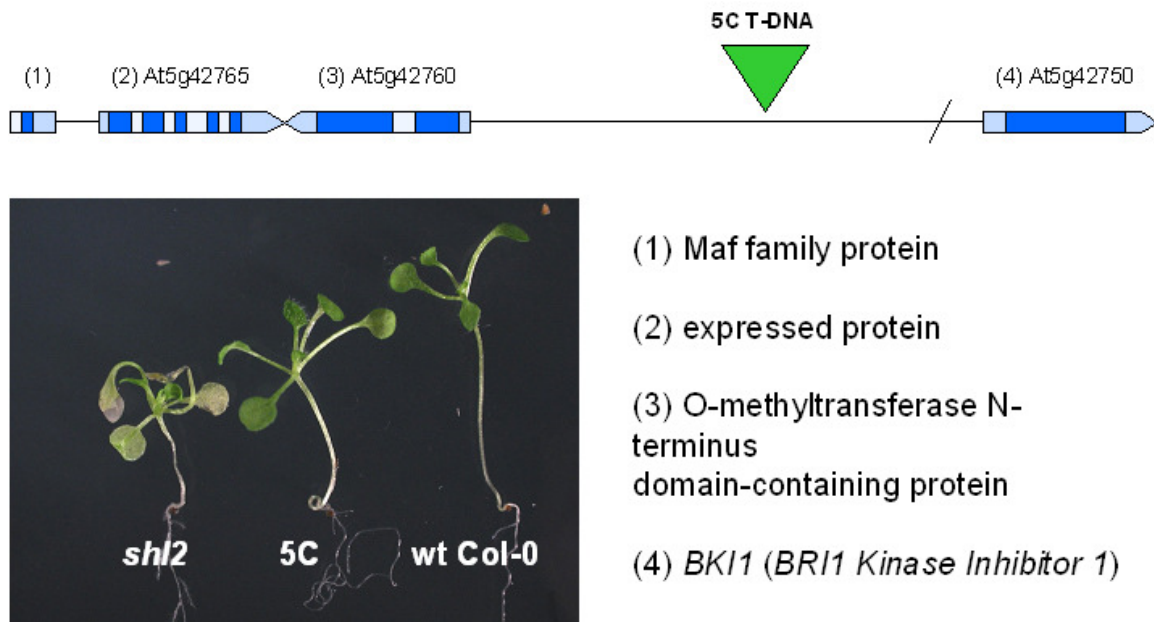 5C T-DNA
(1)
(2) At5g42765
(3) At5g42760
(4) At5g42750
shl2
5C
wt Col-0
(1) Maf family protein
(2) expressed protein
(3) O-methyltransferase N-
terminus
domain-containing protein
(4) BKI1 (BRI1 Kinase Inhibitor 1)